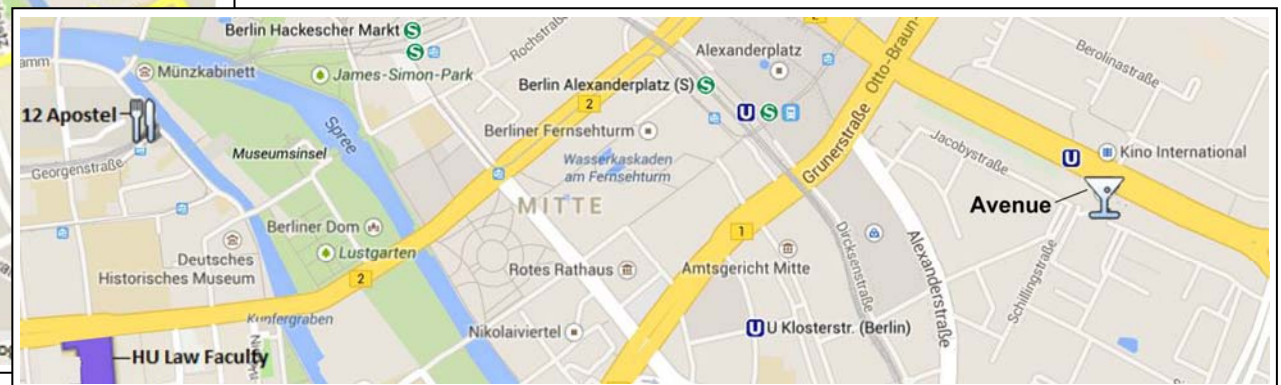 Berlin Hackescher Markt
Rochstraße
Münzkabinett
James-Simon-Park
Alexanderplatz
Otto-Braun-
Berolinastraße
Berlin Alexanderplatz (S)
2
12 Apostel
Berliner Fernsehturm
Spree
Grunerstraße
Jacobystraße
U S
U
Kino International
Georgenstraße
Museumsinsel
Wasserkaskaden
am Fernsehturm
MITTE
Avenue
Berliner Dom
1
Dircksenstraße
Alexanderstraße
Schillingstraße
Deutsches
Historisches Museum
Lustgarten
2
Rotes Rathaus
Amtsgericht Mitte
Kupfergraben
Nikolaiviertel
U Klosterstr. (Berlin)
HU Law Faculty